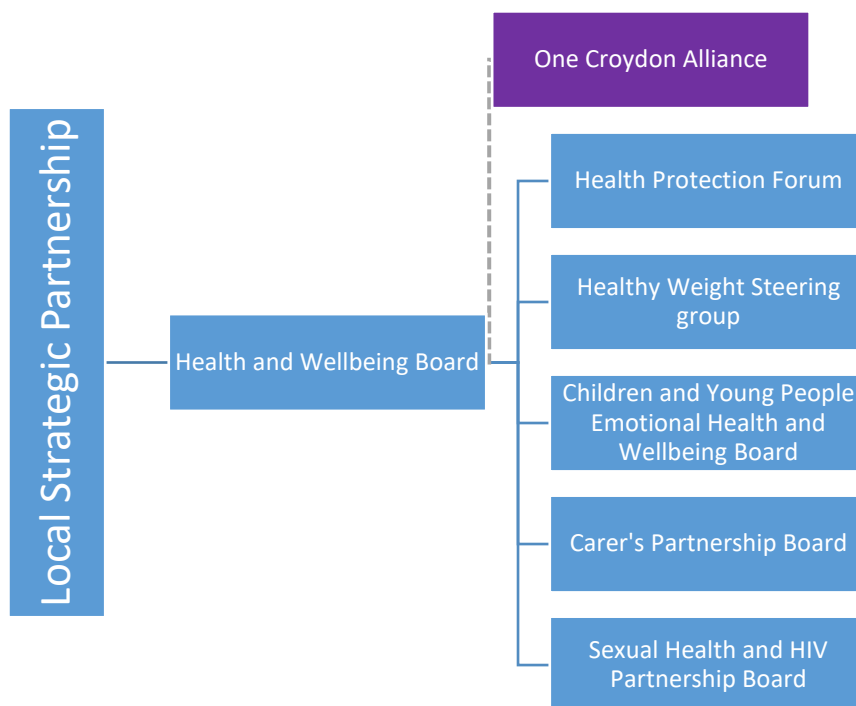 Local Strategic Partnership
Health and Wellbeing Board
One Croydon Alliance
Health Protection Forum
Healthy Weight Steering
group
Children and Young People
Emotional Health and
Wellbeing Board
Carer's Partnership Board
Sexual Health and HIV
Partnership Board